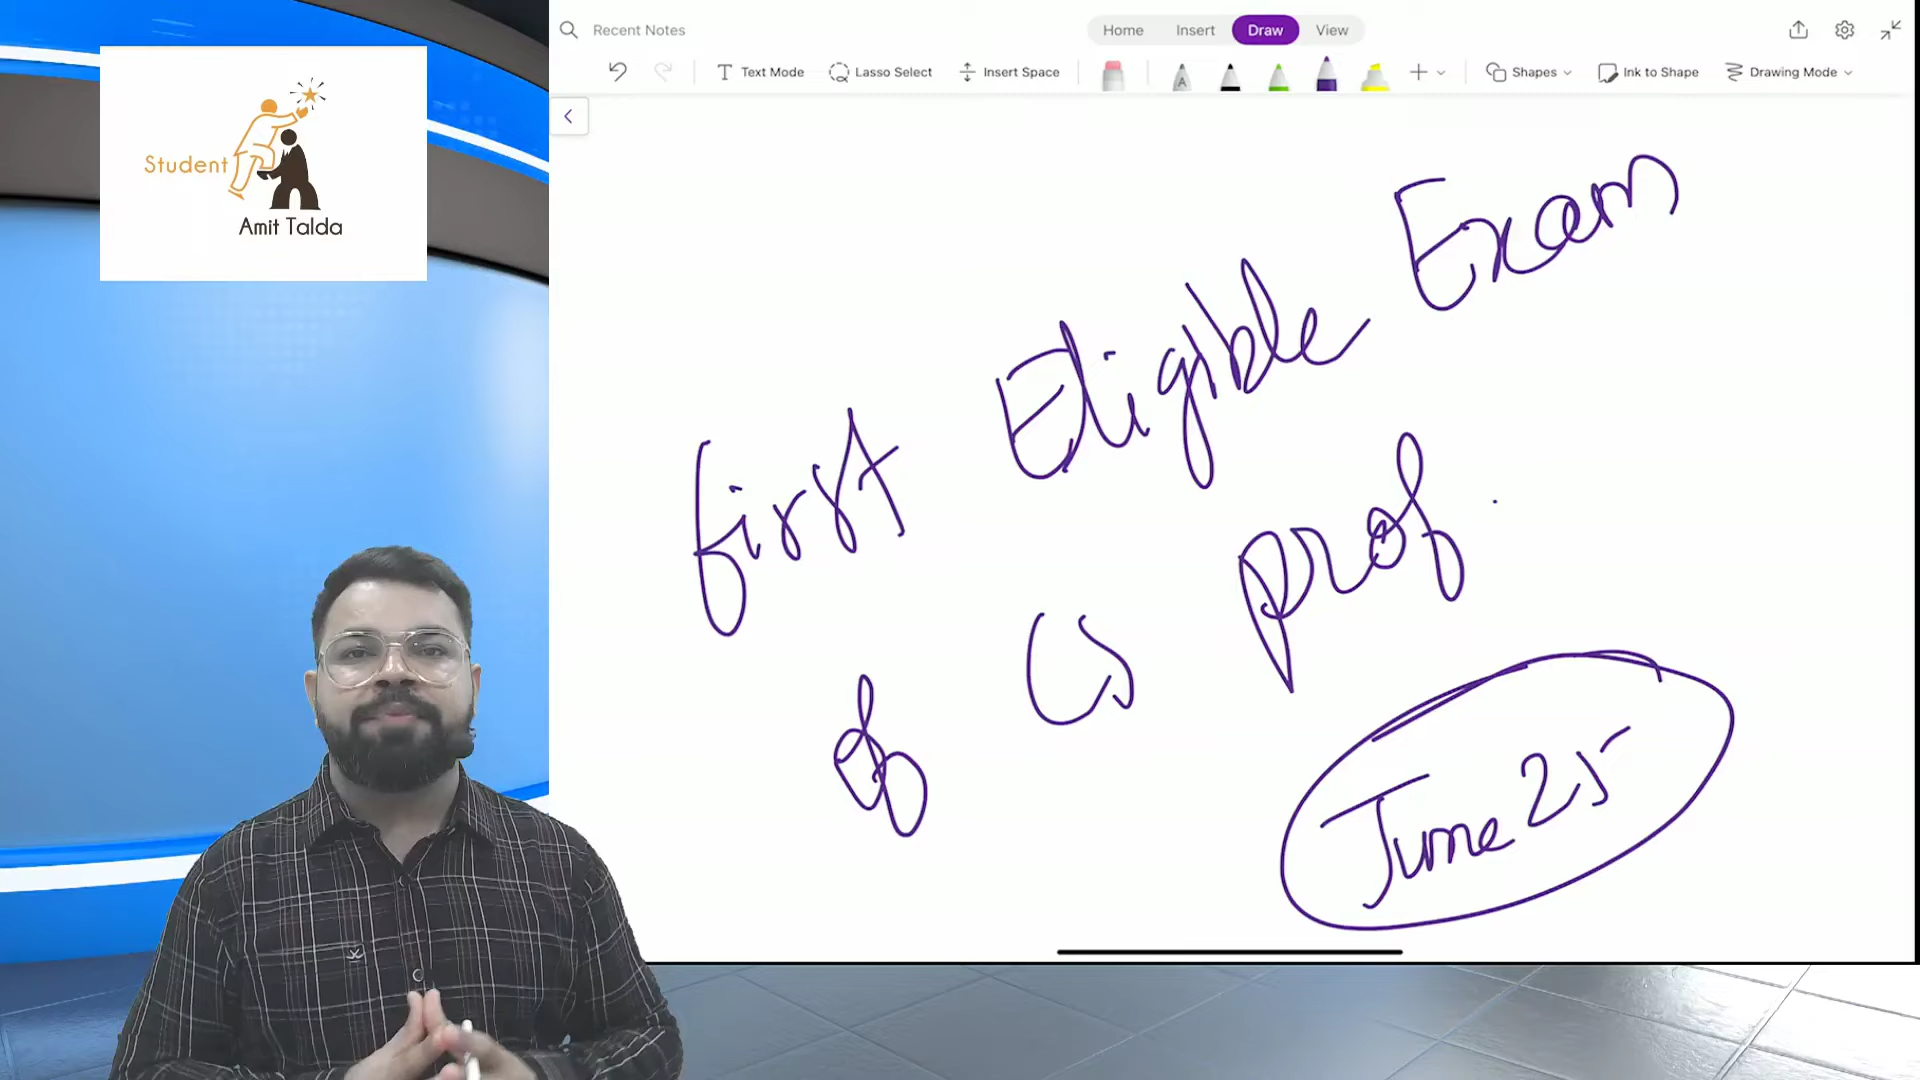 Student
Amit Talda
Recent Notes
Home Insert Draw View
Text Mode Lasso Select Insert Space Shapes Ink to Shape Drawing Mode
A
First Eligible Exam
of CS Prof.
June 25